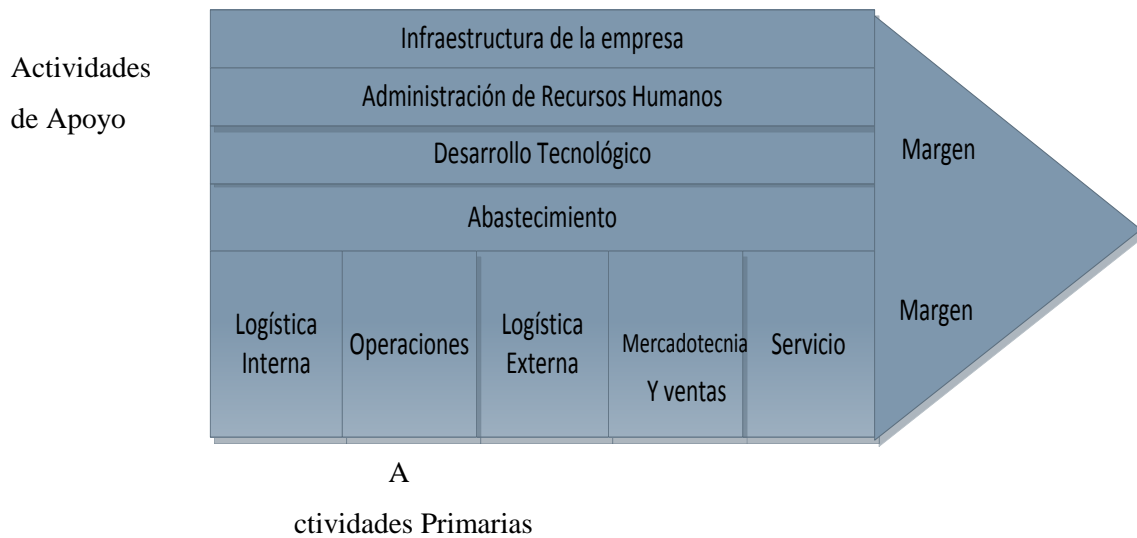 Infraestructura de la empresa
Actividades
de Apoyo
Administración de Recursos Humanos
Desarrollo Tecnológico
Margen
Abastecimiento
Logística
Interna
Operaciones
Logística
Externa
Mercadotecnia
Y ventas
Servicio
Margen
A
ctividades Primarias